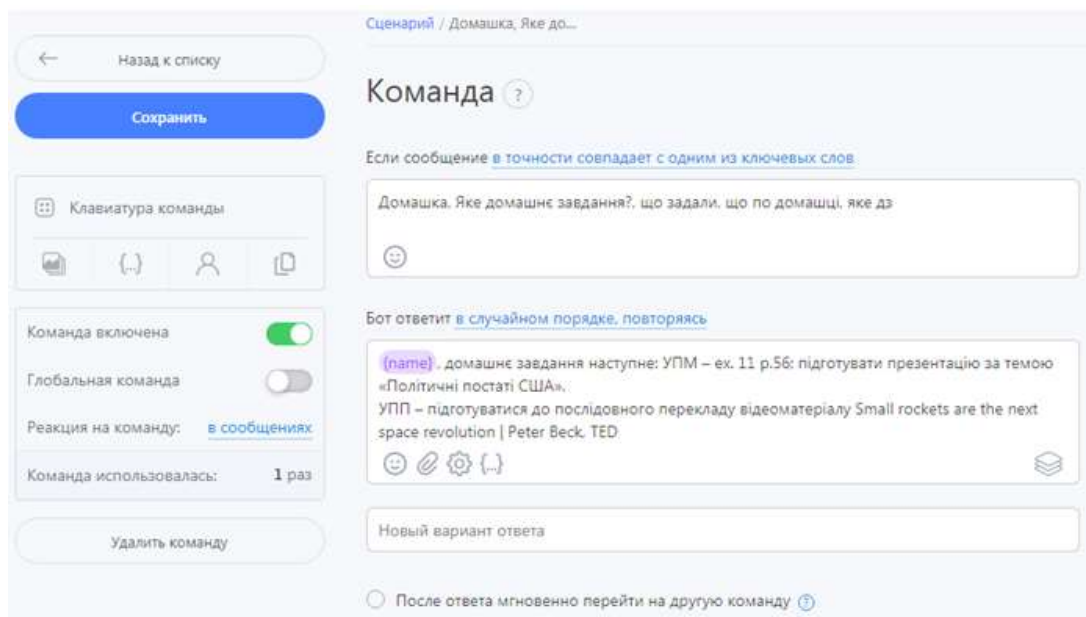 Сценарий / Домашка, Яке до...
Назад к списку
Сохранить
Клавиатура команды
{...}
Команда включена
Глобальная команда
Реакция на команду: в сообщениях
Команда использовалась: 1 раз
Удалить команду
Команда ?
Если сообщение в точности совпадает с одним из ключевых слов
Домашка, Яке домашнє завдання?, що задали, що по домашці, яке дз
Бот ответит в случайном порядке, повторяясь
{name}, домашнє завдання наступне: УПМ – ex. 11 p.56; підготувати презентацію за темою
«Політичні постаті США».
УПП – підготуватися до послідовного перекладу відеоматеріалу Small rockets are the next
space revolution | Peter Beck, TED
{...}
Новый вариант ответа
После ответа мгновенно перейти на другую команду ?